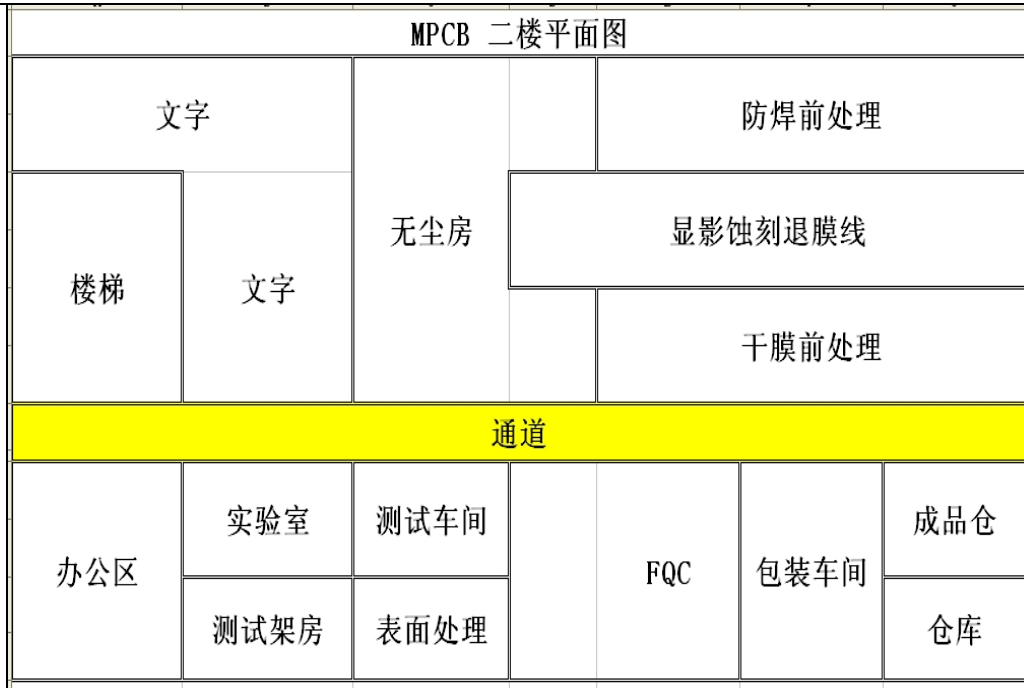 MPCB 二楼平面图
文字
防焊前处理
无尘房
显影蚀刻退膜线
楼梯
文字
干膜前处理
通道
实验室
测试车间
成品仓
办公区
FQC
包装车间
测试架房
表面处理
仓库